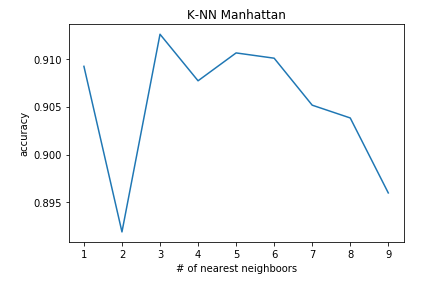 K-NN Manhattan
accuracy
0.910
0.905
0.900
0.895
1 2 3 4 5 6 7 8 9
# of nearest neighboors